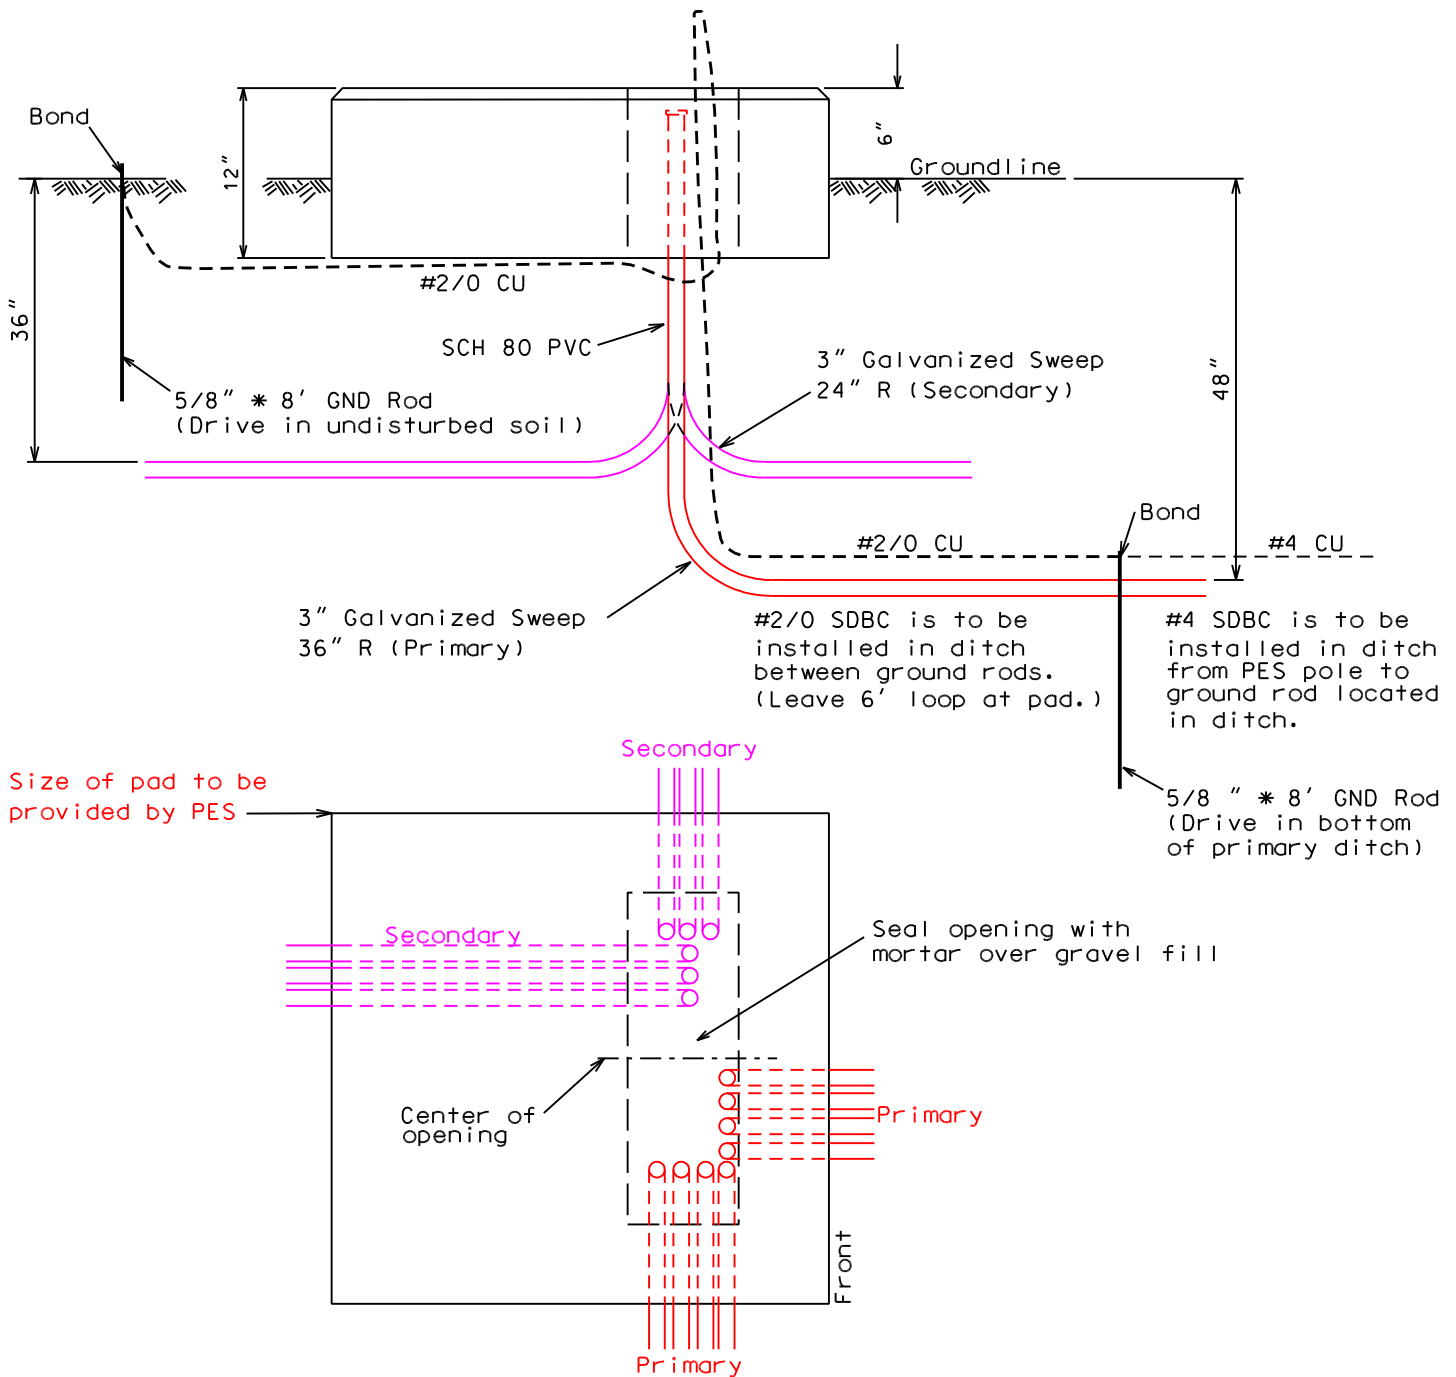 Bond
12"
6"
Groundline
36"
#2/0 CU
SCH 80 PVC
3" Galvanized Sweep
24" R (Secondary)
48"
5/8" * 8' GND Rod
(Drive in undisturbed soil)
Bond
#2/0 CU
#4 CU
3" Galvanized Sweep
36" R (Primary)
#2/0 SDBC is to be
installed in ditch
between ground rods.
(Leave 6' loop at pad.)
#4 SDBC is to be
installed in ditch
from PES pole to
ground rod located
in ditch.
5/8 " * 8' GND Rod
(Drive in bottom
of primary ditch)
Secondary
Size of pad to be
provided by PES
Secondary
Seal opening with
mortar over gravel fill
Center of
opening
Primary
Front
Primary